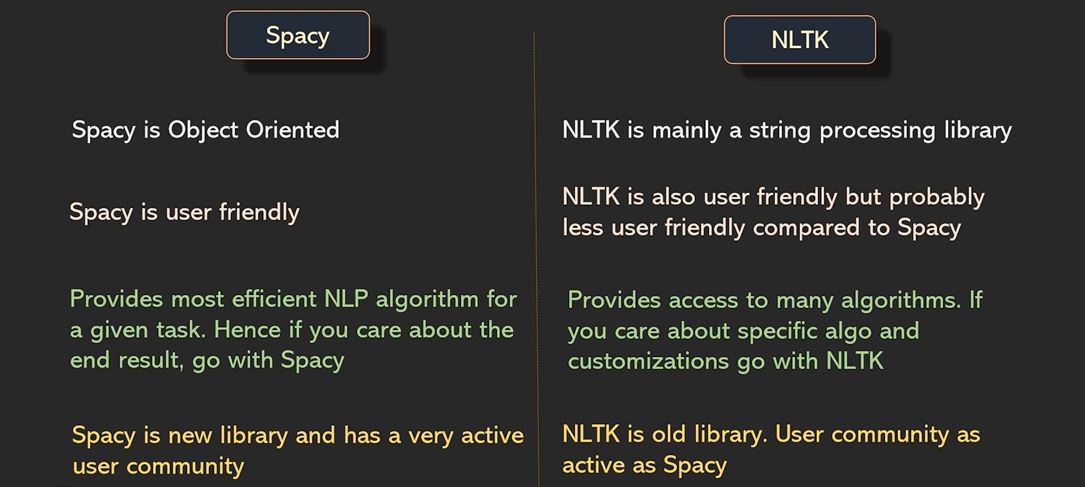 Spacy
NLTK
Spacy is Object Oriented
NLTK is mainly a string processing library
Spacy is user friendly
NLTK is also user friendly but probably
less user friendly compared to Spacy
Provides most efficient NLP algorithm for
a given task. Hence if you care about the
end result, go with Spacy
Provides access to many algorithms. If
you care about specific algo and
customizations go with NLTK
Spacy is new library and has a very active
user community
NLTK is old library. User community as
active as Spacy